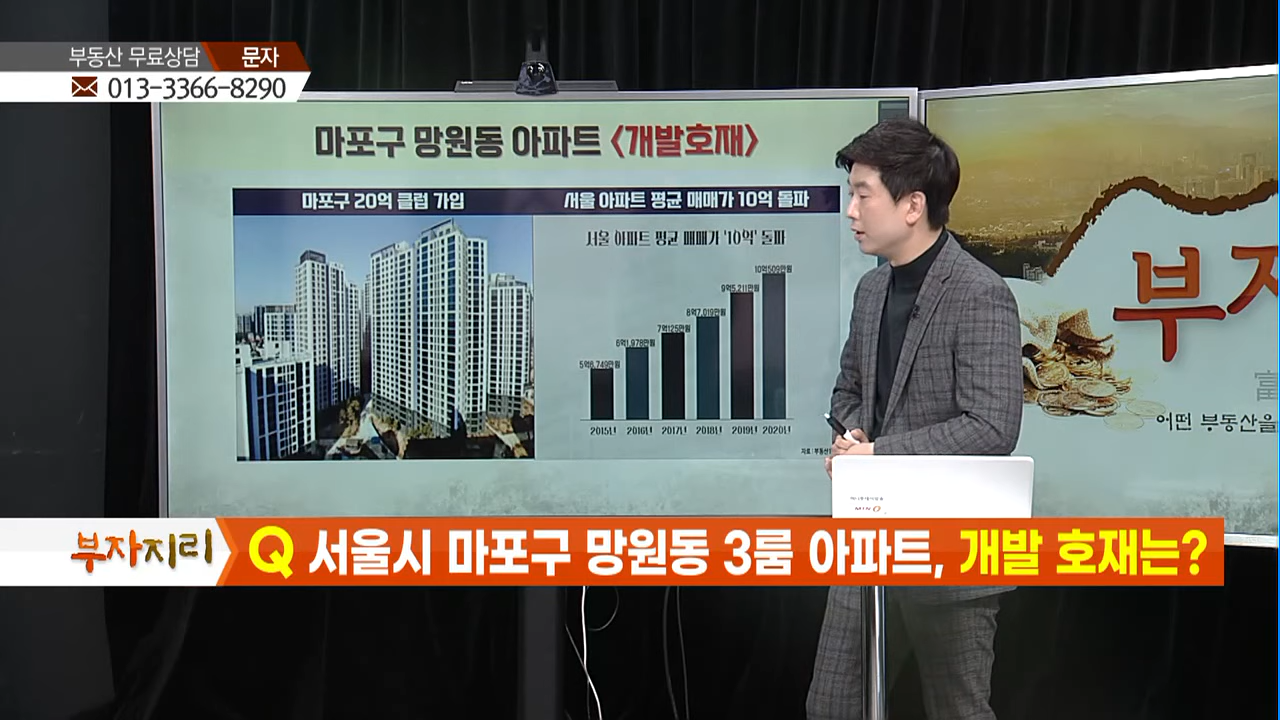 부동산 무료상담 문자
013-3366-8290
마포구 망원동 아파트 <개발호재>
마포구 20억 클럽 가입
서울 아파트 평균 매매가 10억 돌파
서울 아파트 평균 매매가 '10억' 돌파
10억509만원
9억5,211만원
8억7,019만원
7억125만원
6억1,978만원
5억6,749만원
2015년 2016년 2017년 2018년 2019년 2020년
자료 : 부동산
부자
富
어떤 부동산을
MINO
부자지리
Q 서울시 마포구 망원동 3룸 아파트, 개발 호재는?